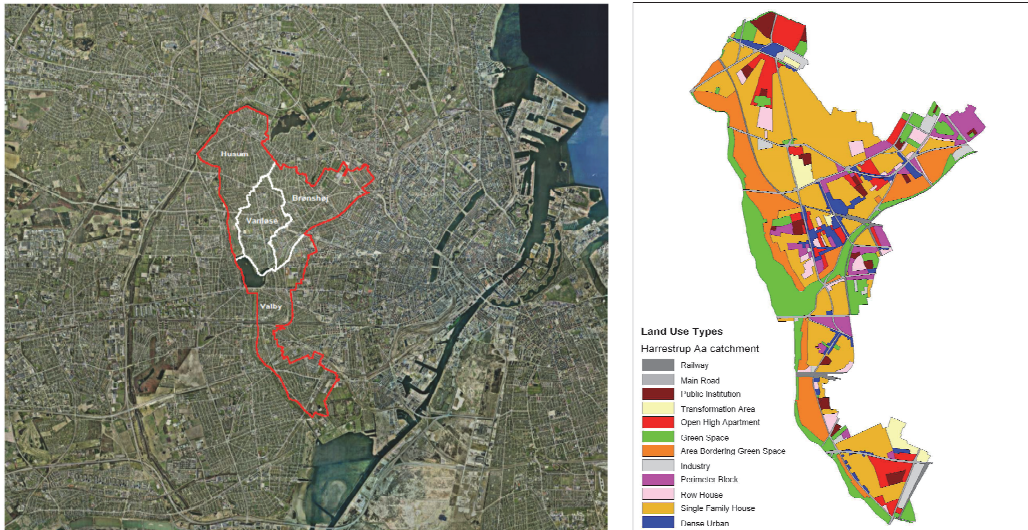 Husum
Brønshøj
Vanløse
Valby
Land Use Types
Harrestrup Aa catchment
Railway
Main Road
Public Institution
Transformation Area
Open High Apartment
Green Space
Area Bordering Green Space
Industry
Perimeter Block
Row House
Single Family House
Dense Urban